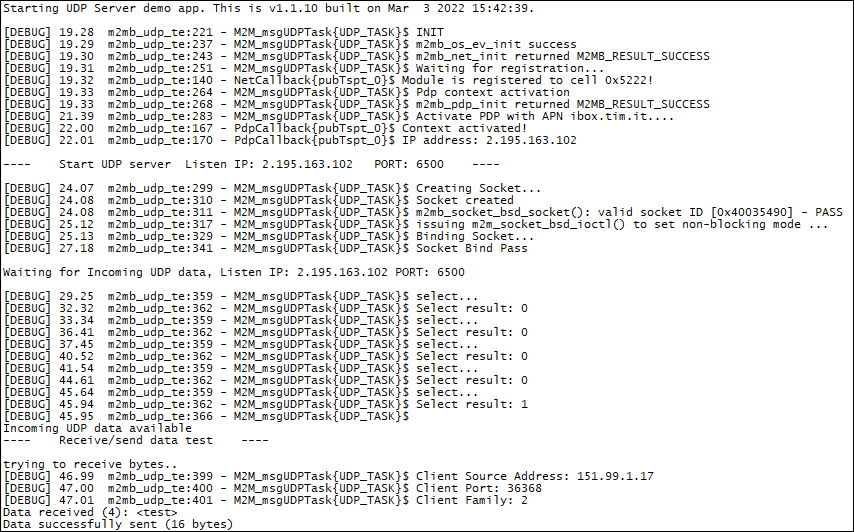 Starting UDP Server demo app. This is v1.1.10 built on Mar  3 2022 15:42:39.
[DEBUG] 19.28  m2mb_udp_te:221 - M2M_msgUDPTask{UDP_TASK}$ INIT
[DEBUG] 19.29  m2mb_udp_te:237 - M2M_msgUDPTask{UDP_TASK}$ m2mb_os_ev_init success
[DEBUG] 19.30  m2mb_udp_te:243 - M2M_msgUDPTask{UDP_TASK}$ m2mb_net_init returned M2MB_RESULT_SUCCESS
[DEBUG] 19.31  m2mb_udp_te:251 - M2M_msgUDPTask{UDP_TASK}$ Waiting for registration...
[DEBUG] 19.32  m2mb_udp_te:140 - NetCallback{pubTspt_0}$ Module is registered to cell 0x5222!
[DEBUG] 19.33  m2mb_udp_te:264 - M2M_msgUDPTask{UDP_TASK}$ Pdp context activation
[DEBUG] 19.33  m2mb_udp_te:268 - M2M_msgUDPTask{UDP_TASK}$ m2mb_pdp_init returned M2MB_RESULT_SUCCESS
[DEBUG] 21.39  m2mb_udp_te:283 - M2M_msgUDPTask{UDP_TASK}$ Activate PDP with APN ibox.tim.it....
[DEBUG] 22.00  m2mb_udp_te:167 - PdpCallback{pubTspt_0}$ Context activated!
[DEBUG] 22.01  m2mb_udp_te:170 - PdpCallback{pubTspt_0}$ IP address: 2.195.163.102
----    Start UDP server  Listen IP: 2.195.163.102   PORT: 6500    ----
[DEBUG] 24.07  m2mb_udp_te:299 - M2M_msgUDPTask{UDP_TASK}$ Creating Socket...
[DEBUG] 24.08  m2mb_udp_te:310 - M2M_msgUDPTask{UDP_TASK}$ Socket created
[DEBUG] 24.08  m2mb_udp_te:311 - M2M_msgUDPTask{UDP_TASK}$ m2mb_socket_bsd_socket(): valid socket ID [0x40035490] - PASS
[DEBUG] 25.12  m2mb_udp_te:317 - M2M_msgUDPTask{UDP_TASK}$ issuing m2m_socket_bsd_ioctl() to set non-blocking mode ...
[DEBUG] 25.13  m2mb_udp_te:329 - M2M_msgUDPTask{UDP_TASK}$ Binding Socket...
[DEBUG] 27.18  m2mb_udp_te:341 - M2M_msgUDPTask{UDP_TASK}$ Socket Bind Pass
Waiting for Incoming UDP data, Listen IP: 2.195.163.102 PORT: 6500
[DEBUG] 29.25  m2mb_udp_te:359 - M2M_msgUDPTask{UDP_TASK}$ select...
[DEBUG] 32.32  m2mb_udp_te:362 - M2M_msgUDPTask{UDP_TASK}$ Select result: 0
[DEBUG] 33.34  m2mb_udp_te:359 - M2M_msgUDPTask{UDP_TASK}$ select...
[DEBUG] 36.41  m2mb_udp_te:362 - M2M_msgUDPTask{UDP_TASK}$ Select result: 0
[DEBUG] 37.45  m2mb_udp_te:359 - M2M_msgUDPTask{UDP_TASK}$ select...
[DEBUG] 40.52  m2mb_udp_te:362 - M2M_msgUDPTask{UDP_TASK}$ Select result: 0
[DEBUG] 41.54  m2mb_udp_te:359 - M2M_msgUDPTask{UDP_TASK}$ select...
[DEBUG] 44.61  m2mb_udp_te:362 - M2M_msgUDPTask{UDP_TASK}$ Select result: 0
[DEBUG] 45.64  m2mb_udp_te:359 - M2M_msgUDPTask{UDP_TASK}$ select...
[DEBUG] 45.94  m2mb_udp_te:362 - M2M_msgUDPTask{UDP_TASK}$ Select result: 1
[DEBUG] 45.95  m2mb_udp_te:366 - M2M_msgUDPTask{UDP_TASK}$
Incoming UDP data available
----    Receive/send data test    ----
trying to receive bytes..
[DEBUG] 46.99  m2mb_udp_te:399 - M2M_msgUDPTask{UDP_TASK}$ Client Source Address: 151.99.1.17
[DEBUG] 47.00  m2mb_udp_te:400 - M2M_msgUDPTask{UDP_TASK}$ Client Port: 36368
[DEBUG] 47.01  m2mb_udp_te:401 - M2M_msgUDPTask{UDP_TASK}$ Client Family: 2
Data received (4): <test>
Data successfully sent (16 bytes)